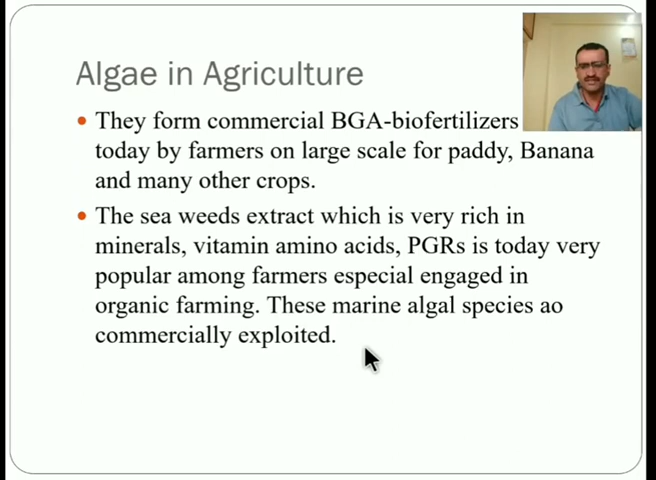 Algae in Agriculture
They form commercial BGA-biofertilizers
today by farmers on large scale for paddy, Banana
and many other crops.
The sea weeds extract which is very rich in
minerals, vitamin amino acids, PGRs is today very
popular among farmers especial engaged in
organic farming. These marine algal species ao
commercially exploited.